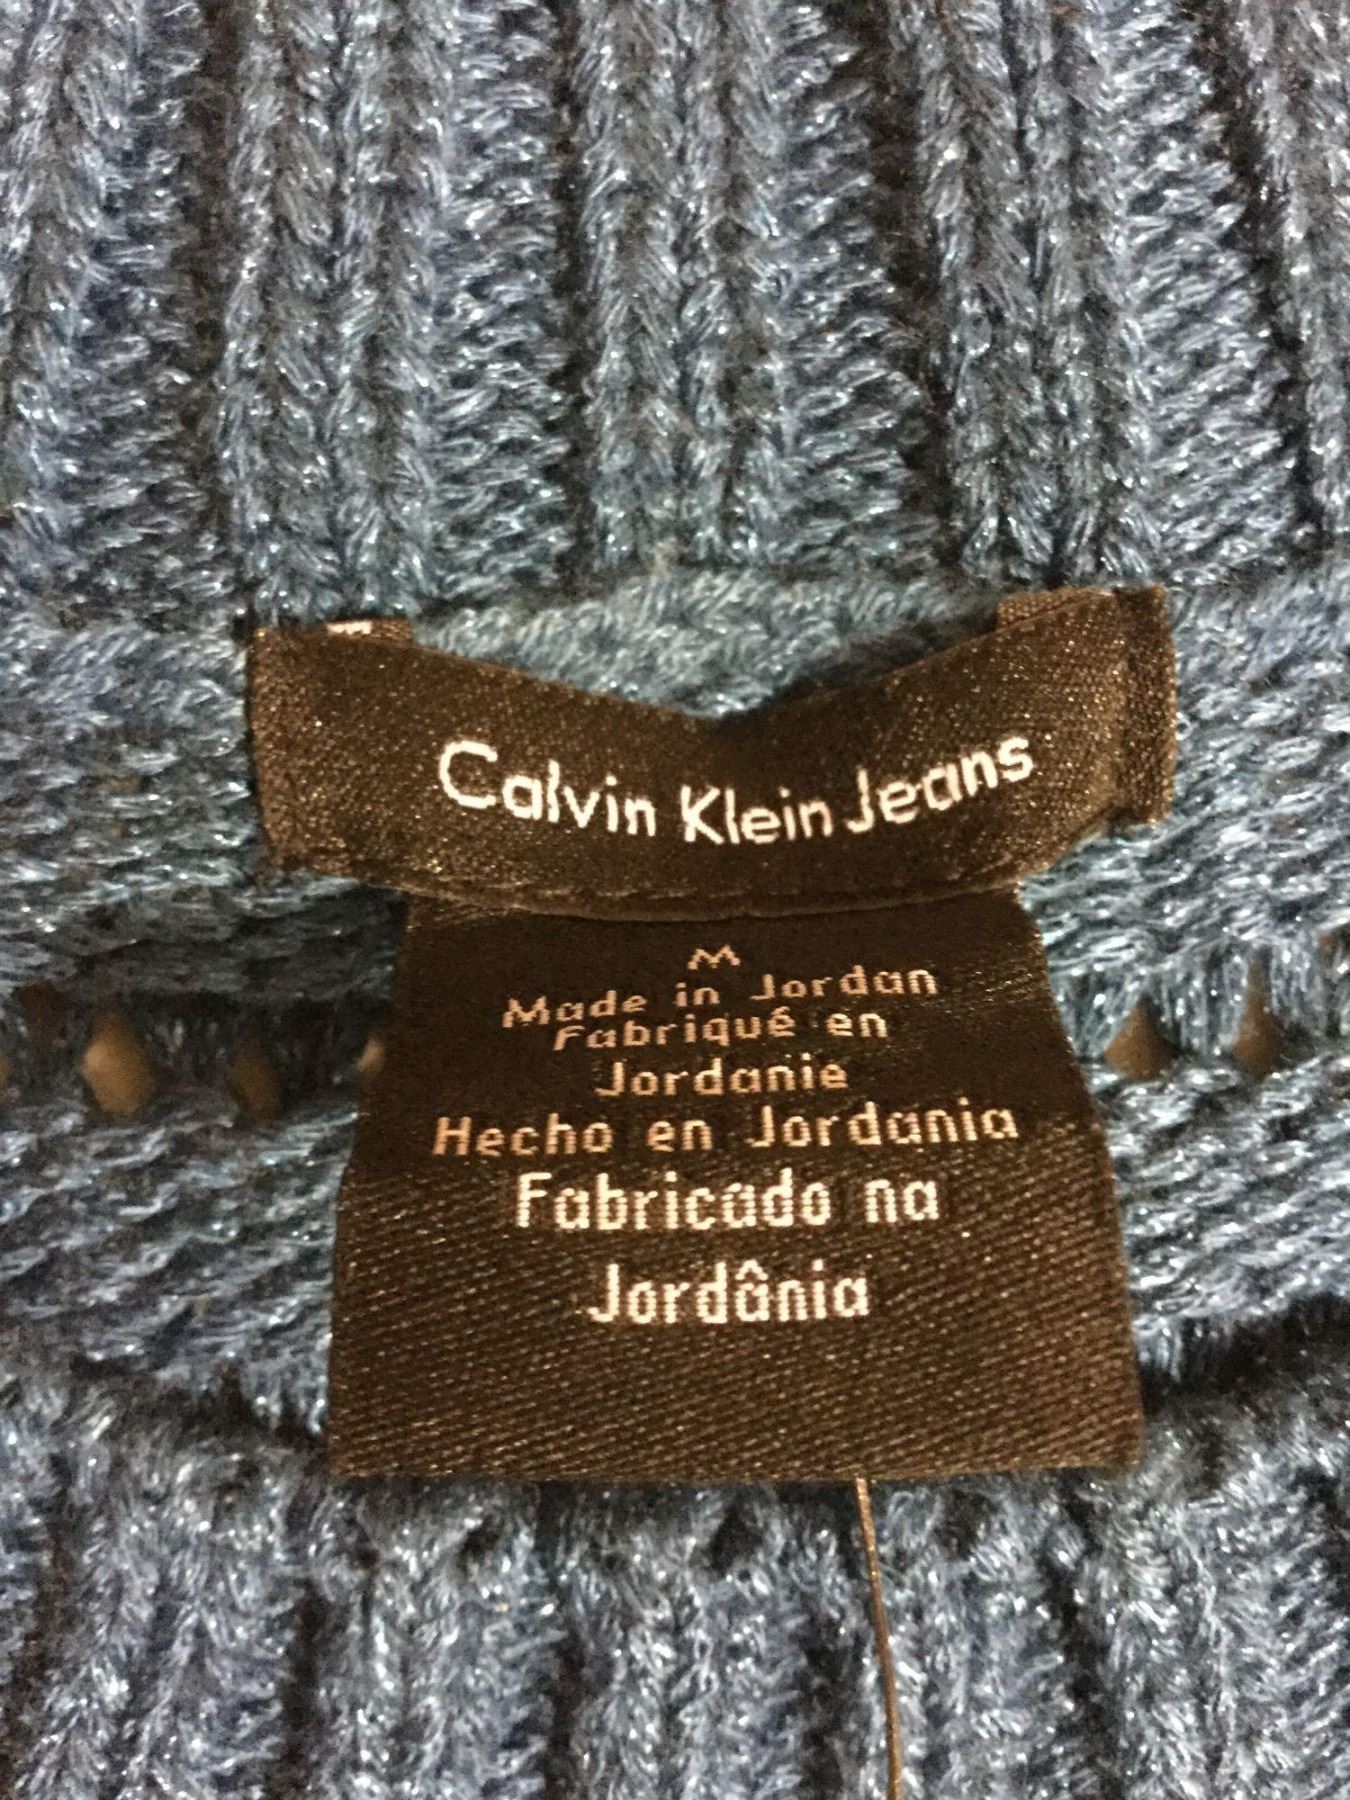 Calvin Klein Jeans
M
Made in Jordan
Fabriqué en
Jordanie
Hecho en Jordania
Fabricado na
Jordânia